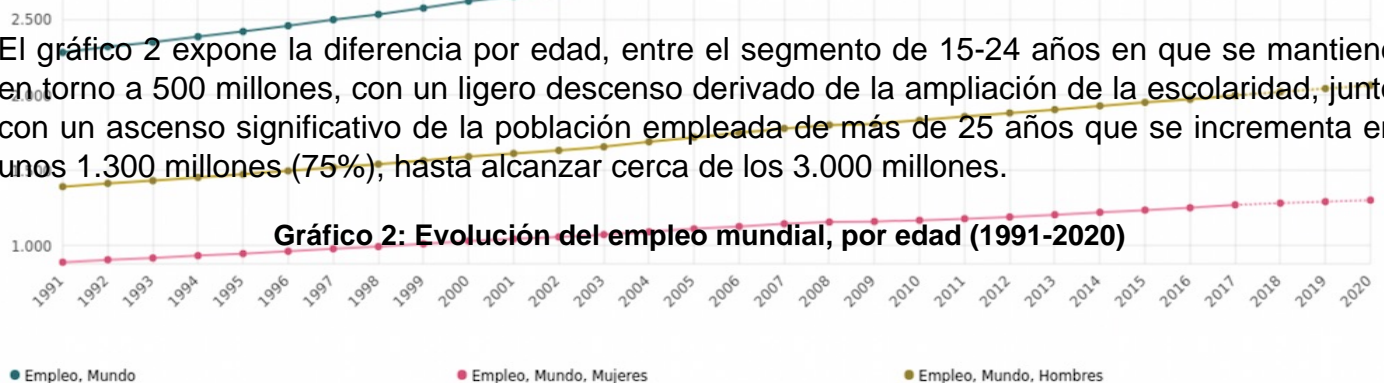 2.500
El gráfico 2 expone la diferencia por edad, entre el segmento de 15-24 años en que se mantiene
2.000
en torno a 500 millones, con un ligero descenso derivado de la ampliación de la escolaridad, junto
con un ascenso significativo de la población empleada de más de 25 años que se incrementa en
1.500
unos 1.300 millones (75%), hasta alcanzar cerca de los 3.000 millones.
Gráfico 2: Evolución del empleo mundial, por edad (1991-2020)
1.000
1991 1992 1993 1994 1995 1996 1997 1998 1999 2000 2001 2002 2003 2004 2005 2006 2007 2008 2009 2010 2011 2012 2013 2014 2015 2016 2017 2018 2019 2020
Empleo, Mundo Empleo, Mundo, Mujeres Empleo, Mundo, Hombres